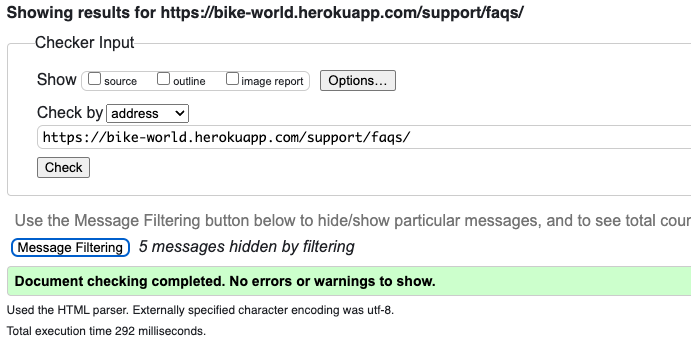 Showing results for https://bike-world.herokuapp.com/support/faqs/
Checker Input
Show source outline image report Options...
Check by address
https://bike-world.herokuapp.com/support/faqs/
Check
Use the Message Filtering button below to hide/show particular messages, and to see total cour
Message Filtering 5 messages hidden by filtering
Document checking completed. No errors or warnings to show.
Used the HTML parser. Externally specified character encoding was utf-8.
Total execution time 292 milliseconds.